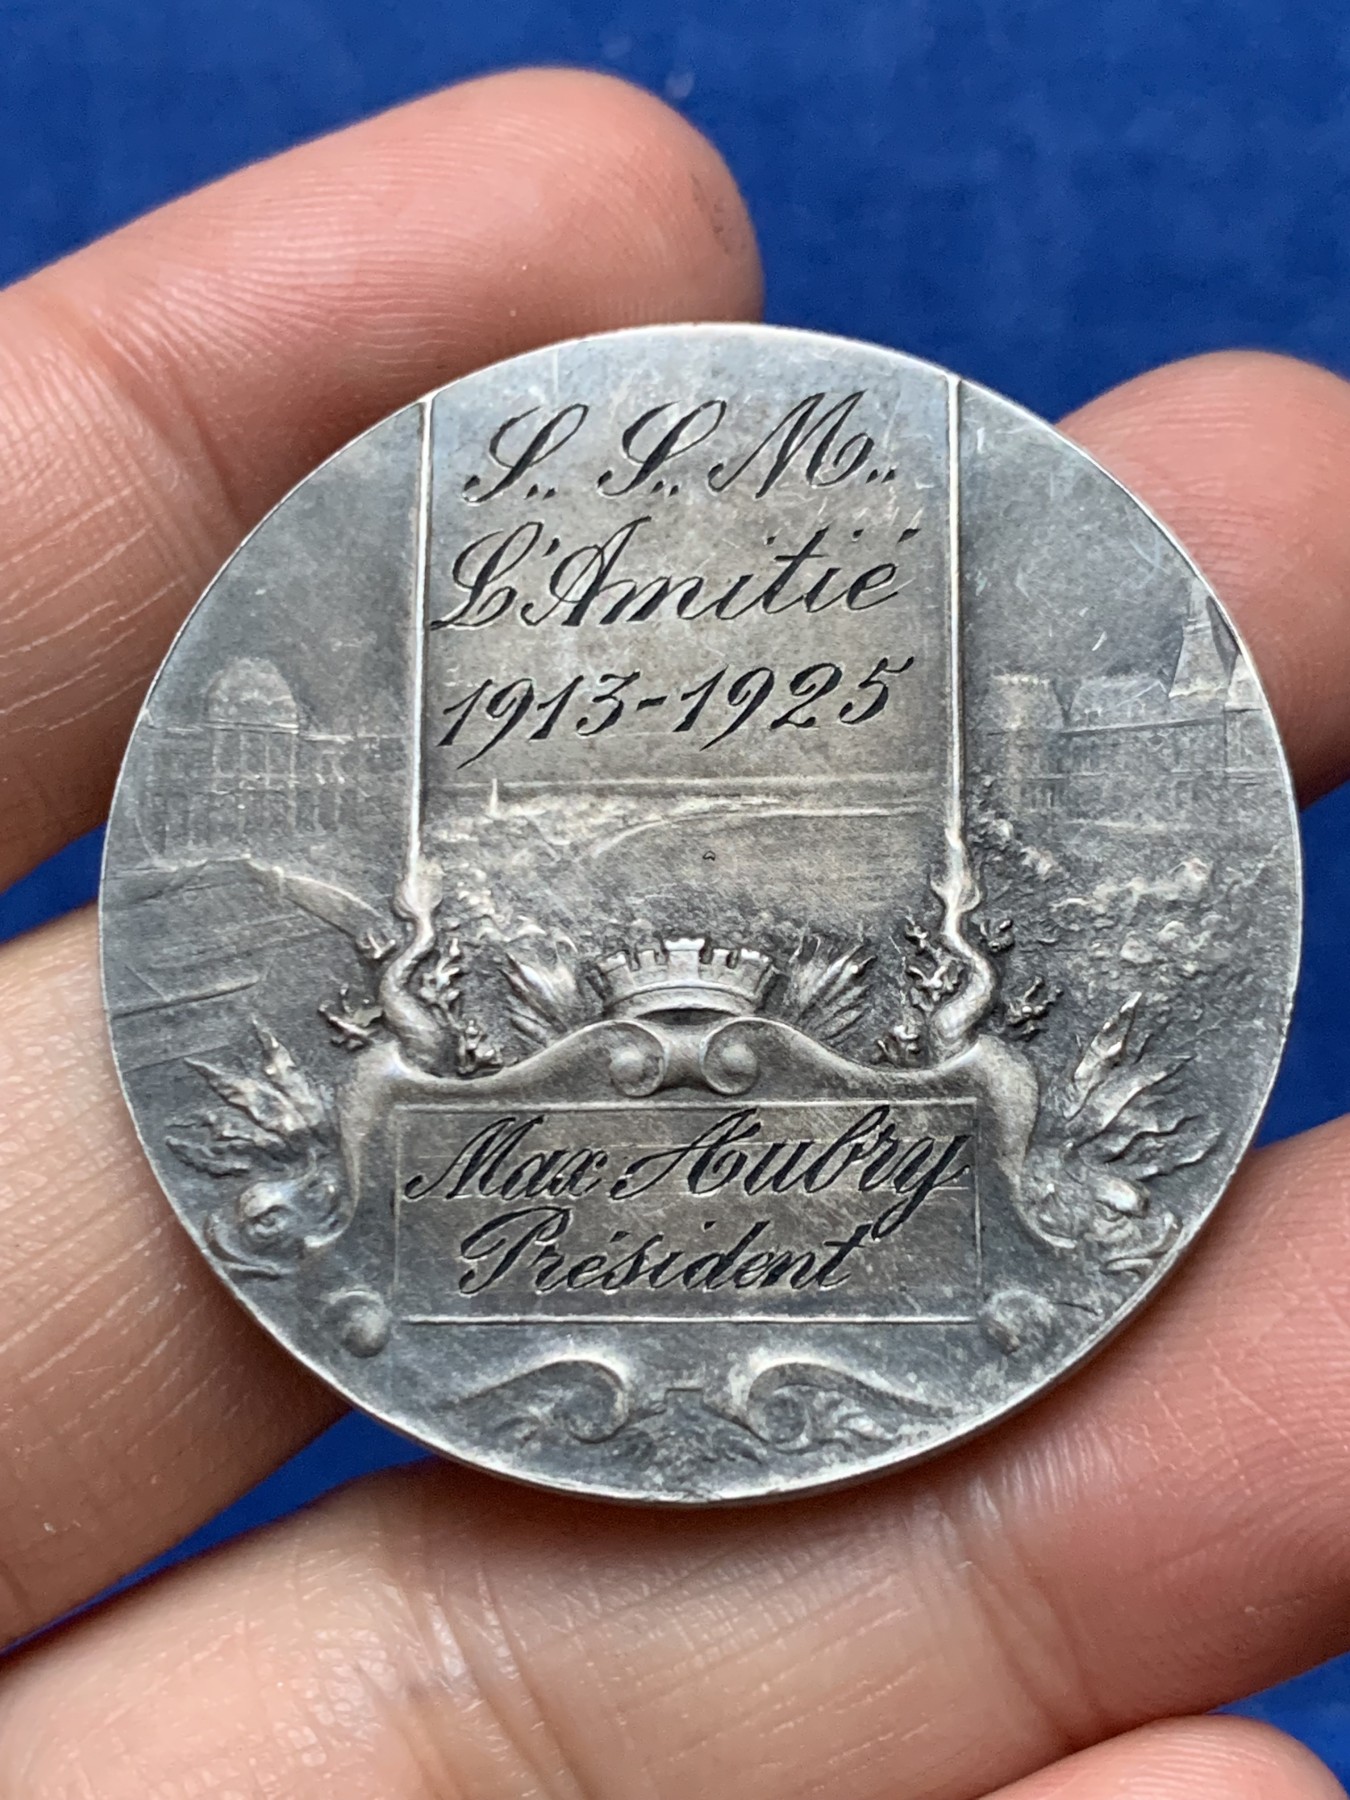 S.. S.. M..
L'Amitié
1913-1925
Max Aubry
Président